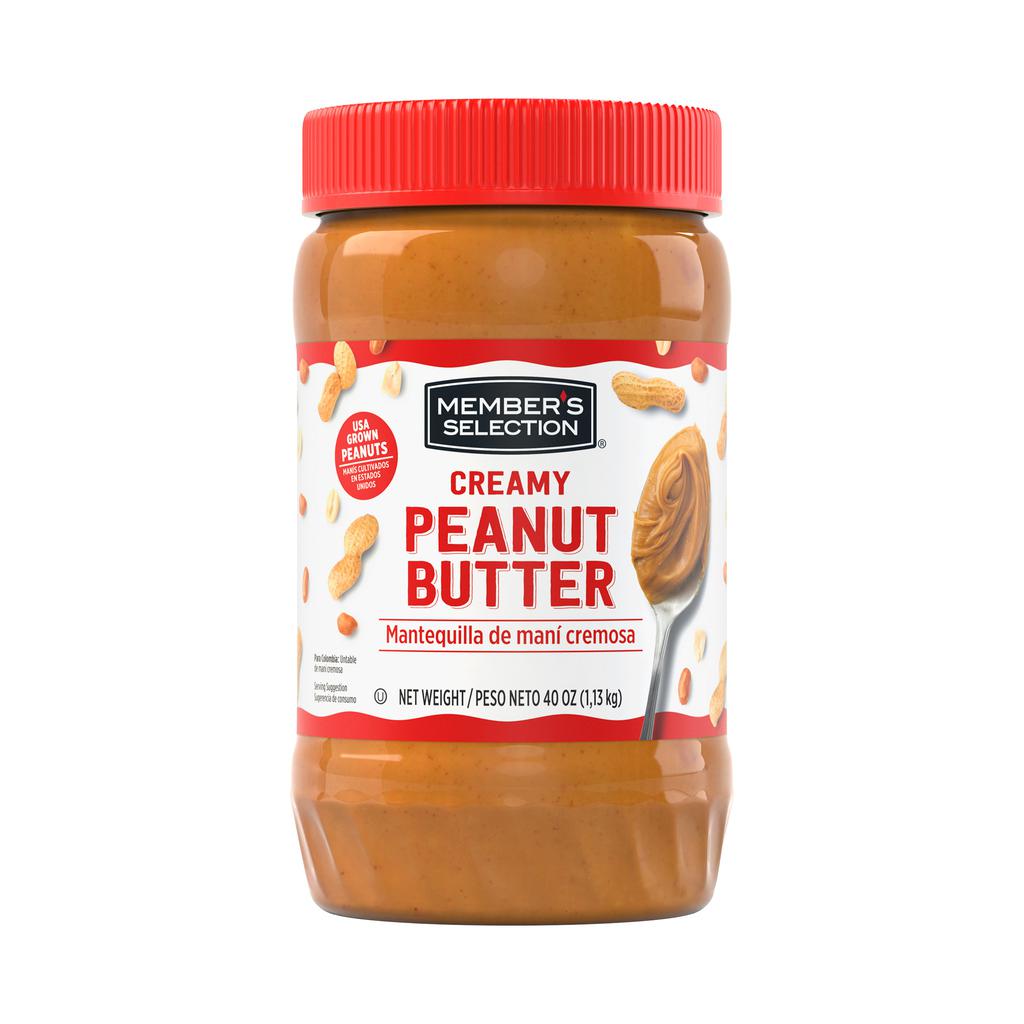 MEMBER'S
SELECTION®
USA
GROWN
PEANUTS
MANÍS CULTIVADOS
EN ESTADOS
UNIDOS
CREAMY
PEANUT
BUTTER
Mantequilla de maní cremosa
Para Colombia: Untable
de maní cremosa
Serving Suggestion
Sugerencia de consumo
U NET WEIGHT / PESO NETO 40 OZ (1,13 kg)